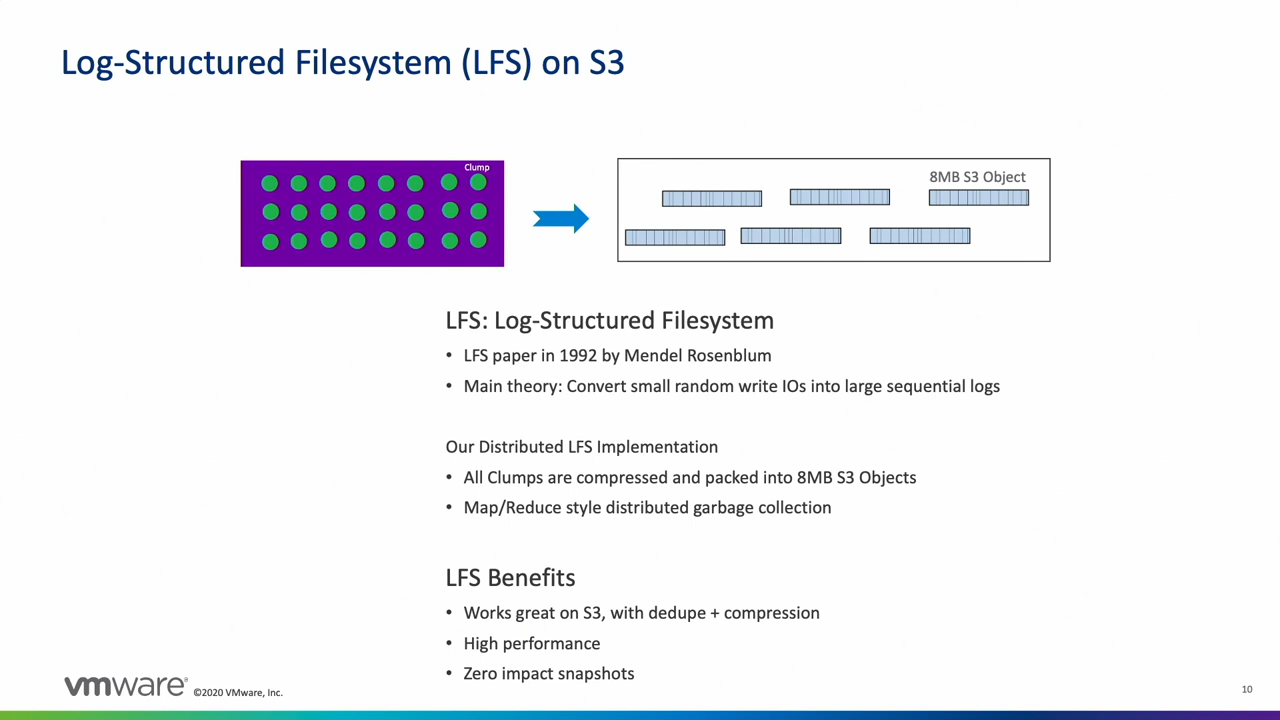 Log-Structured Filesystem (LFS) on S3
Clump
8MB S3 Object
LFS: Log-Structured Filesystem
• LFS paper in 1992 by Mendel Rosenblum
• Main theory: Convert small random write IOs into large sequential logs
Our Distributed LFS Implementation
• All Clumps are compressed and packed into 8MB S3 Objects
• Map/Reduce style distributed garbage collection
LFS Benefits
• Works great on S3, with dedupe + compression
• High performance
• Zero impact snapshots
vmware® ©2020 VMware, Inc.
10